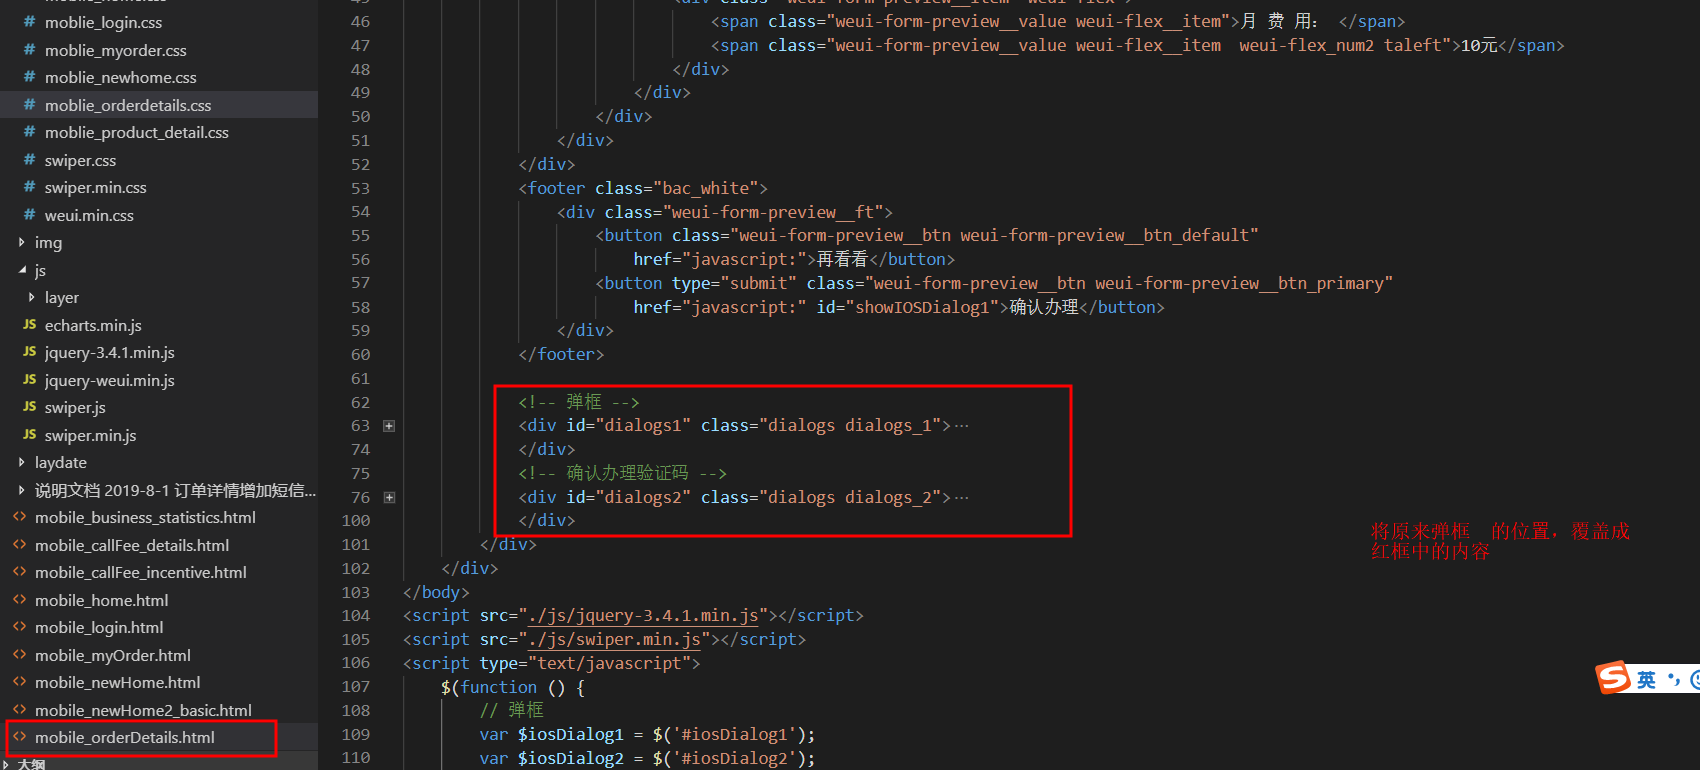 moblie_login.css
moblie_myorder.css
moblie_newhome.css
moblie_orderdetails.css
moblie_product_detail.css
swiper.css
swiper.min.css
weui.min.css
img
js
layer
JS echarts.min.js
JS jquery-3.4.1.min.js
JS jquery-weui.min.js
JS swiper.js
JS swiper.min.js
laydate
说明文档 2019-8-1 订单详情增加短信...
mobile_business_statistics.html
mobile_callFee_details.html
mobile_callFee_incentive.html
mobile_home.html
mobile_login.html
mobile_myOrder.html
mobile_newHome.html
mobile_newHome2_basic.html
mobile_orderDetails.html
大纲
46 <span class="weui-form-preview__value weui-flex__item">月 费 用： </span>
47 <span class="weui-form-preview__value weui-flex__item  weui-flex_num2 taleft">10元</span>
48 </div>
49 </div>
50 </div>
51 </div>
52 </div>
53 <footer class="bac_white">
54 <div class="weui-form-preview__ft">
55 <button class="weui-form-preview__btn weui-form-preview__btn_default"
56 href="javascript:">再看看</button>
57 <button type="submit" class="weui-form-preview__btn weui-form-preview__btn_primary"
58 href="javascript:" id="showIOSDialog1">确认办理</button>
59 </div>
60 </footer>
61
62 <!-- 弹框 -->
63 <div id="dialogs1" class="dialogs dialogs_1">…
74 </div>
75 <!-- 确认办理验证码 -->
76 <div id="dialogs2" class="dialogs dialogs_2">…
100 </div>
101 </div>
102 </div>
103 </body>
104 <script src="./js/jquery-3.4.1.min.js"></script>
105 <script src="./js/swiper.min.js"></script>
106 <script type="text/javascript">
107 $(function () {
108 // 弹框
109 var $iosDialog1 = $('#iosDialog1');
110 var $iosDialog2 = $('#iosDialog2');
将原来弹框 的位置，覆盖成
红框中的内容
英